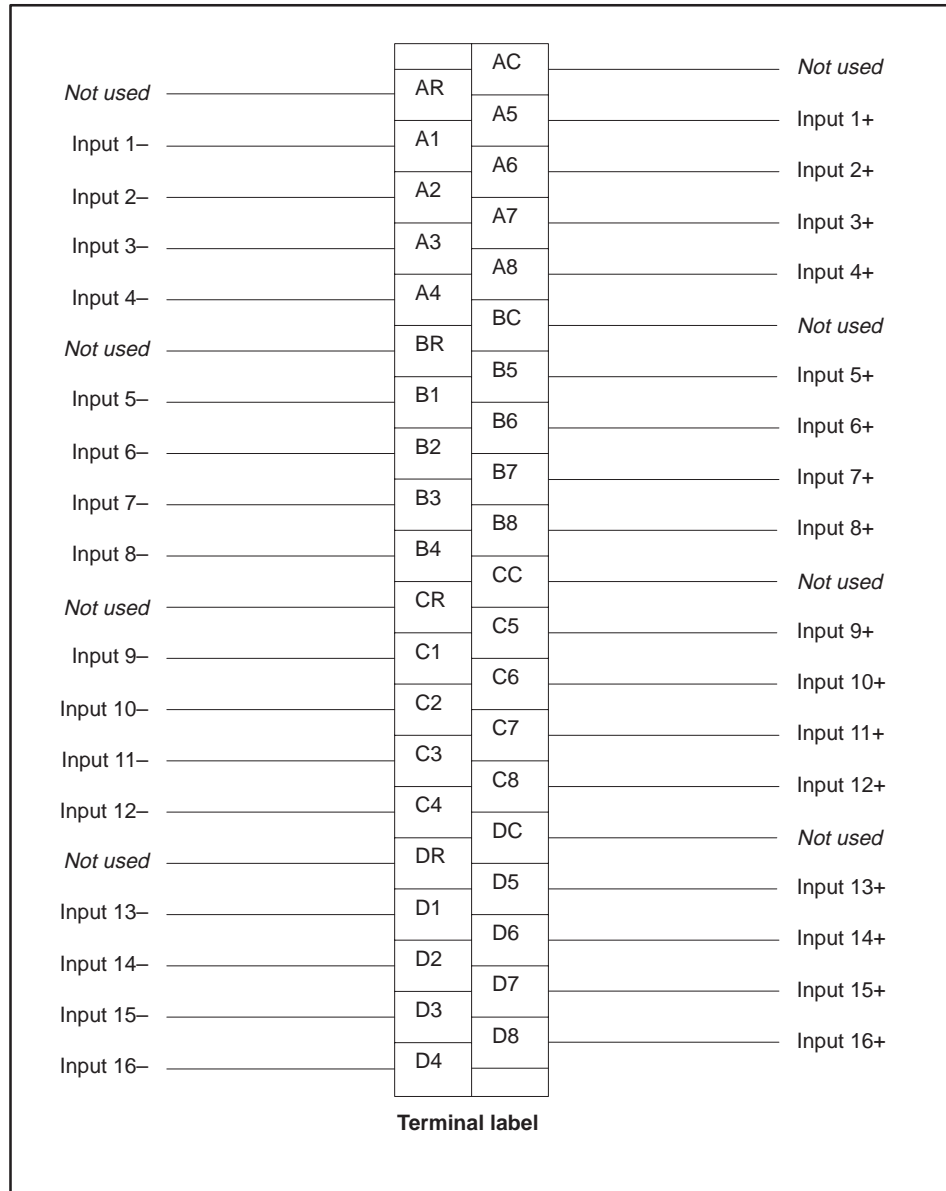 AC Not used
Not used AR
A5 Input 1+
Input 1– A1
A6 Input 2+
Input 2– A2
A7 Input 3+
Input 3– A3
A8 Input 4+
Input 4– A4
BC Not used
Not used BR
B5 Input 5+
Input 5– B1
B6 Input 6+
Input 6– B2
B7 Input 7+
Input 7– B3
B8 Input 8+
Input 8– B4
CC Not used
Not used CR
C5 Input 9+
Input 9– C1
C6 Input 10+
Input 10– C2
C7 Input 11+
Input 11– C3
C8 Input 12+
Input 12– C4
DC Not used
Not used DR
D5 Input 13+
Input 13– D1
D6 Input 14+
Input 14– D2
D7 Input 15+
Input 15– D3
D8 Input 16+
Input 16– D4
Terminal label